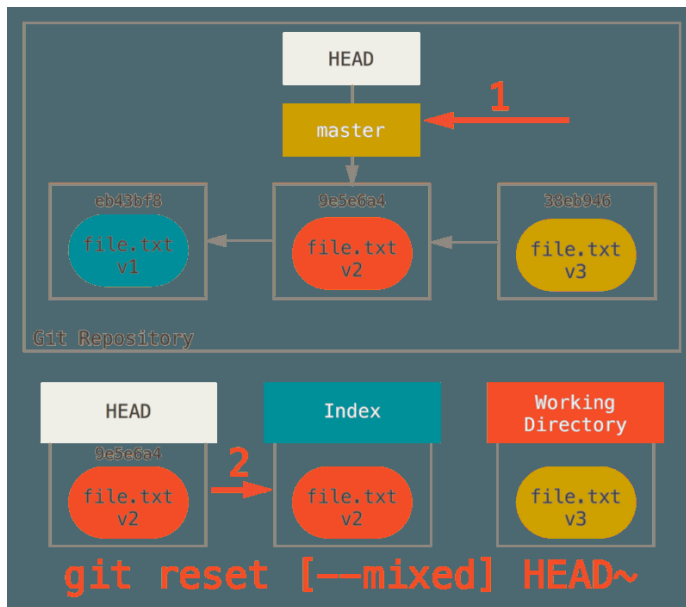 HEAD
1
master
eb43bf8
9e5e6a4
38eb946
file.txt
v1
file.txt
v2
file.txt
v3
Git Repository
HEAD
Index
Working
Directory
9e5e6a4
2
file.txt
v2
file.txt
v2
file.txt
v3
git reset [--mixed] HEAD~